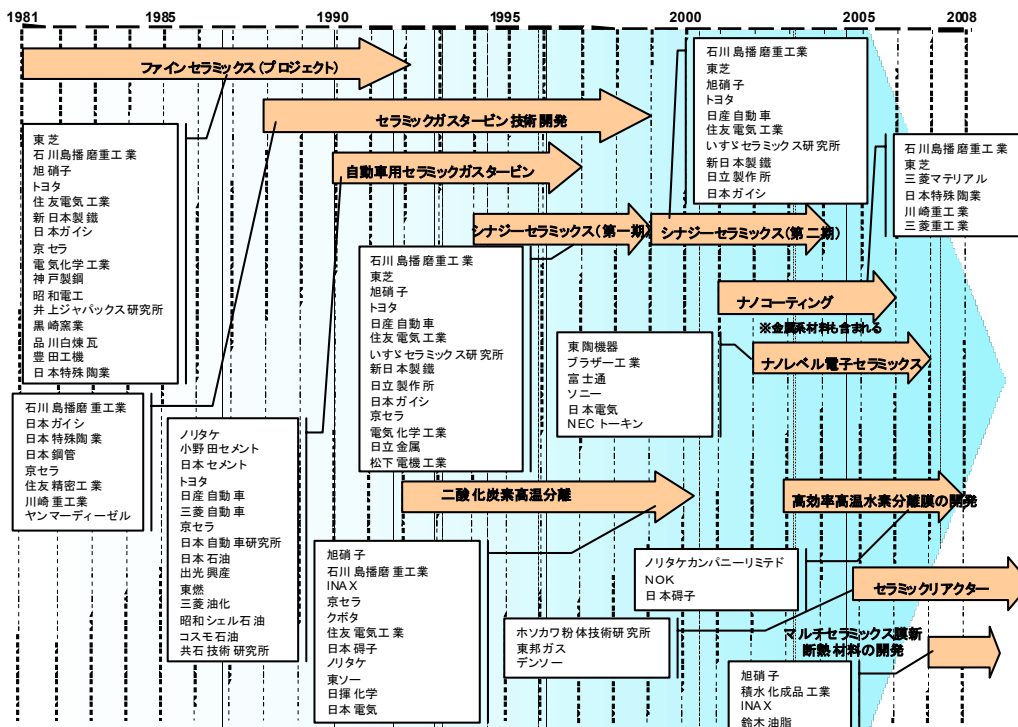 1981 1985 1990 1995 2000 2005 2008
ファインセラミックス(プロジェクト)
東芝
石川島播磨重工業
旭硝子
トヨタ
住友電気工業
新日本製鐵
日本ガイシ
京セラ
電気化学工業
神戸製鋼
昭和電工
井上ジャパックス研究所
黒崎窯業
品川白煉瓦
豊田工機
日本特殊陶業
セラミックガスタービン技術開発
石川島播磨重工業
日本ガイシ
日本特殊陶業
日本鋼管
京セラ
住友精密工業
川崎重工業
ヤンマーディーゼル
自動車用セラミックガスタービン
ノリタケ
小野田セメント
日本セメント
トヨタ
日産自動車
三菱自動車
京セラ
日本自動車研究所
日本石油
出光興産
東燃
三菱油化
昭和シェル石油
コスモ石油
共石技術研究所
シナジーセラミックス(第一期)
石川島播磨重工業
東芝
旭硝子
トヨタ
日産自動車
住友電気工業
いすゞセラミックス研究所
新日本製鐵
日立製作所
日本ガイシ
京セラ
電気化学工業
日立金属
松下電機工業
シナジーセラミックス(第二期)
石川島播磨重工業
東芝
旭硝子
トヨタ
日産自動車
住友電気工業
いすゞセラミックス研究所
新日本製鐵
日立製作所
日本ガイシ
ナノコーティング
※金属系材料も含まれる
石川島播磨重工業
東芝
三菱マテリアル
日本特殊陶業
川崎重工業
三菱重工業
ナノレベル電子セラミックス
東陶機器
ブラザー工業
富士通
ソニー
日本電気
NECトーキン
二酸化炭素高温分離
旭硝子
石川島播磨重工業
INAX
京セラ
クボタ
住友電気工業
日本碍子
ノリタケ
東ソー
日揮化学
日本電気
高効率高温水素分離膜の開発
ノリタケカンパニーリミテド
NOK
日本碍子
セラミックリアクター
ホソカワ粉体技術研究所
東邦ガス
デンソー
マルチセラミックス膜新
断熱材料の開発
旭硝子
積水化成品工業
INAX
鈴木油脂